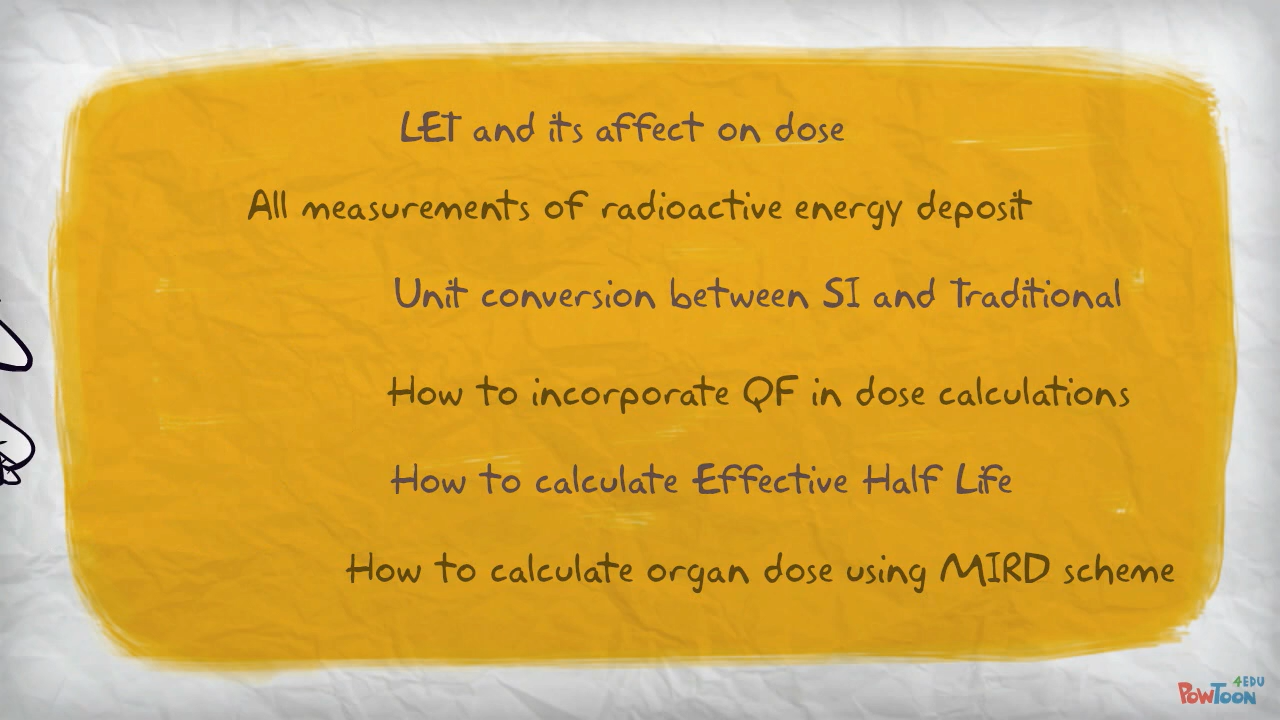 LET and its affect on dose
All measurements of radioactive energy deposit
Unit conversion between SI and Traditional
How to incorporate QF in dose calculations
How to calculate Effective Half Life
How to calculate organ dose using MIRD scheme
4EDU
POWTOON